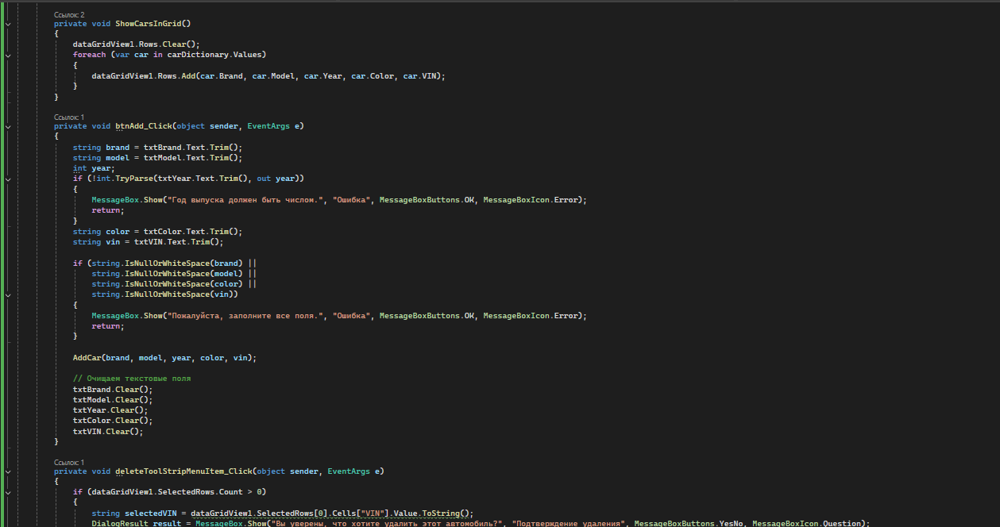 Ссылок: 2
private void ShowCarsInGrid()
{
dataGridView1.Rows.Clear();
foreach (var car in carDictionary.Values)
{
dataGridView1.Rows.Add(car.Brand, car.Model, car.Year, car.Color, car.VIN);
}
}
Ссылок: 1
private void btnAdd_Click(object sender, EventArgs e)
{
string brand = txtBrand.Text.Trim();
string model = txtModel.Text.Trim();
int year;
if (!int.TryParse(txtYear.Text.Trim(), out year))
{
MessageBox.Show("Год выпуска должен быть числом.", "Ошибка", MessageBoxButtons.OK, MessageBoxIcon.Error);
return;
}
string color = txtColor.Text.Trim();
string vin = txtVIN.Text.Trim();
if (string.IsNullOrWhiteSpace(brand) ||
string.IsNullOrWhiteSpace(model) ||
string.IsNullOrWhiteSpace(color) ||
string.IsNullOrWhiteSpace(vin))
{
MessageBox.Show("Пожалуйста, заполните все поля.", "Ошибка", MessageBoxButtons.OK, MessageBoxIcon.Error);
return;
}
AddCar(brand, model, year, color, vin);
// Очищаем текстовые поля
txtBrand.Clear();
txtModel.Clear();
txtYear.Clear();
txtColor.Clear();
txtVIN.Clear();
}
Ссылок: 1
private void deleteToolStripMenuItem_Click(object sender, EventArgs e)
{
if (dataGridView1.SelectedRows.Count > 0)
{
string selectedVIN = dataGridView1.SelectedRows[0].Cells["VIN"].Value.ToString();
DialogResult result = MessageBox.Show("Вы уверены, что хотите удалить этот автомобиль?", "Подтверждение удаления", MessageBoxButtons.YesNo, MessageBoxIcon.Question);